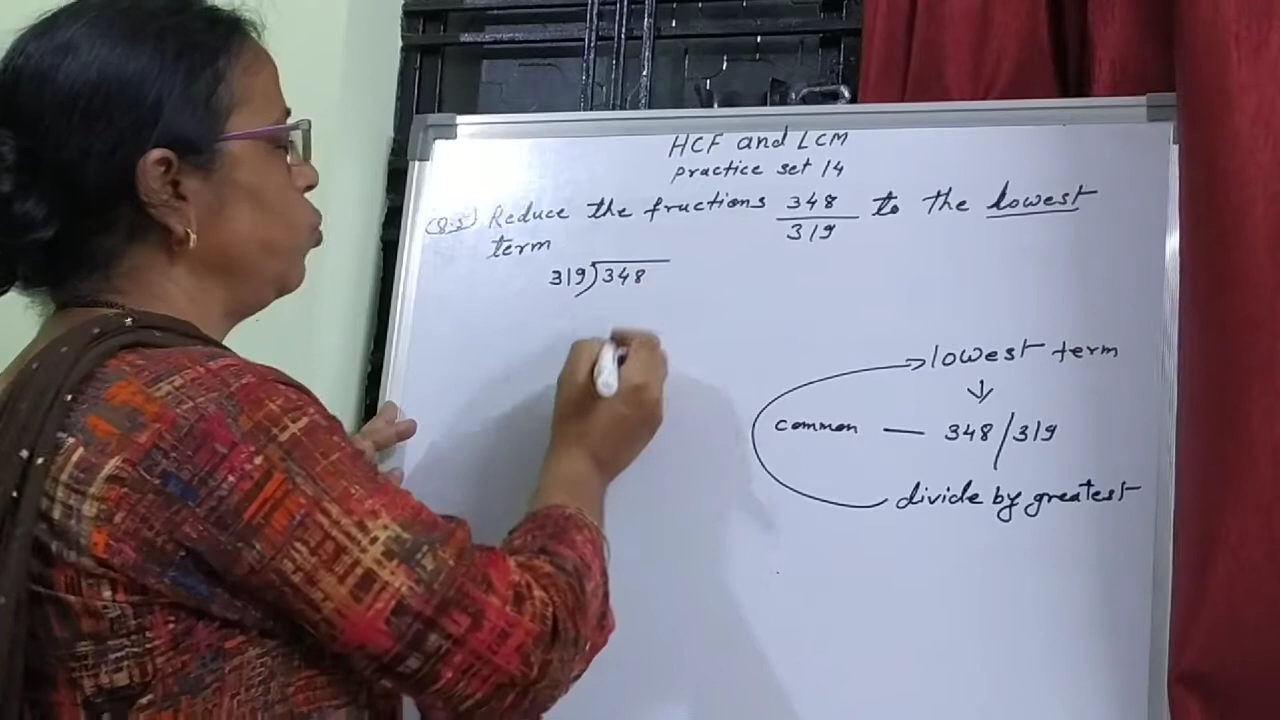 HCF and LCM
practice set 14
(Q.5) Reduce the fructions 348/319 to the lowest
term
319)348
lowest term
↓
common — 348/319
divide by greatest